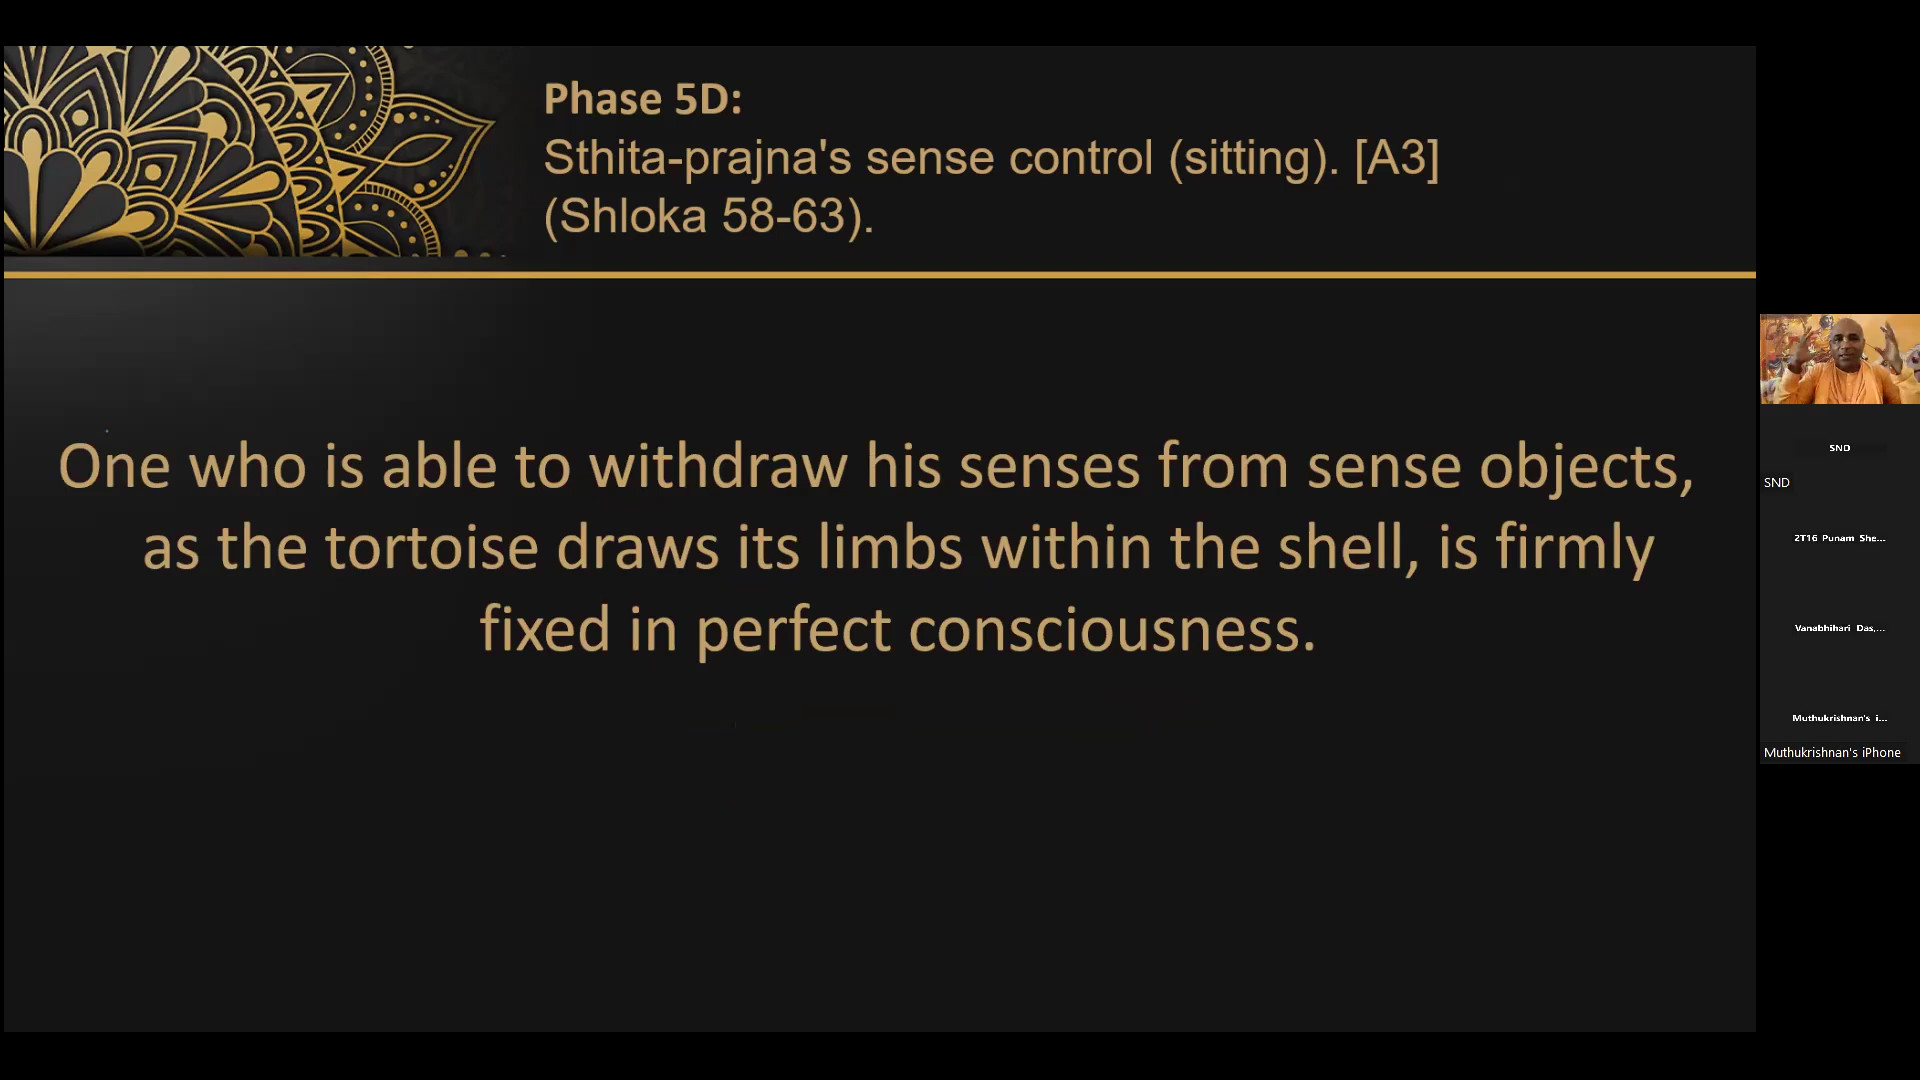 Phase 5D:
Sthita-prajna's sense control (sitting). [A3]
(Shloka 58-63).
One who is able to withdraw his senses from sense objects,
as the tortoise draws its limbs within the shell, is firmly
fixed in perfect consciousness.
SND
SND
2T16 Punam She...
Vanabhihari Das,...
Muthukrishnan's i...
Muthukrishnan's iPhone